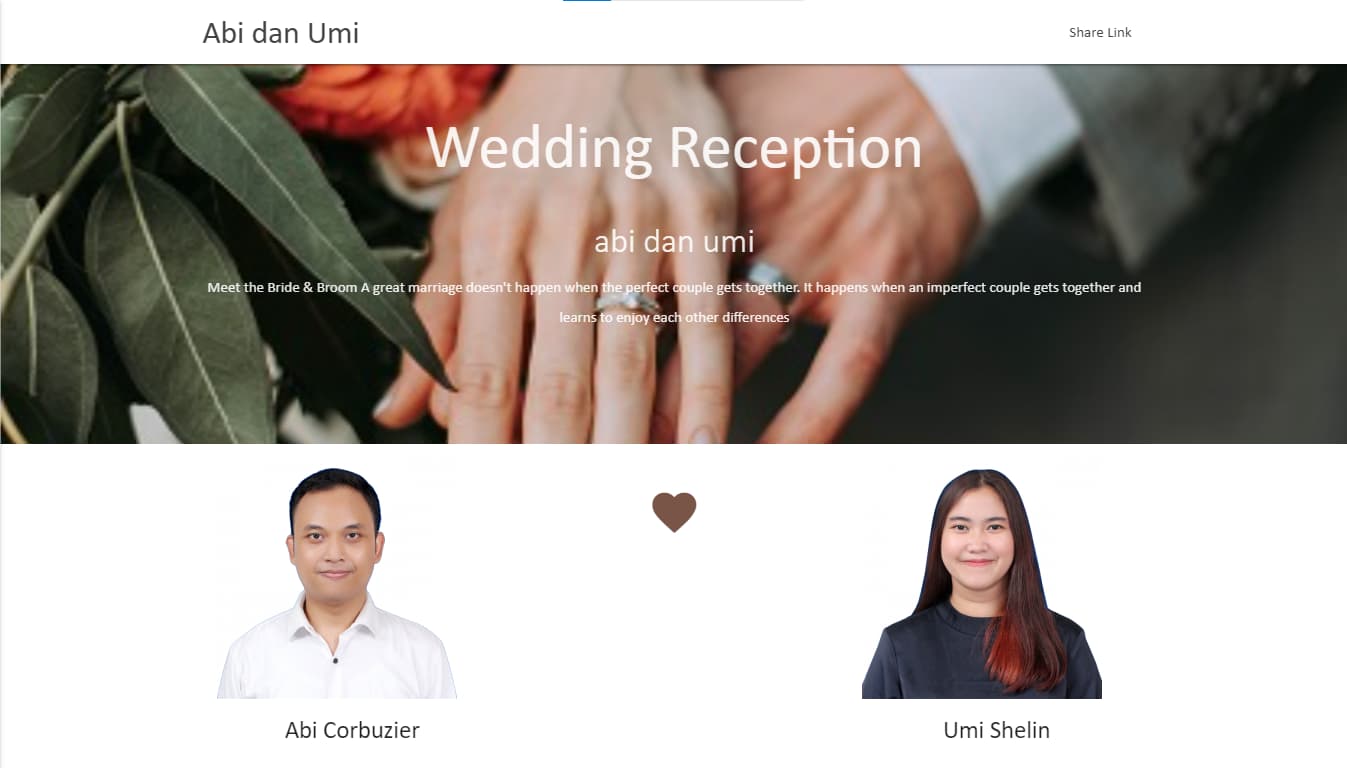 Abi dan Umi
Share Link
Wedding Reception
abi dan umi
Meet the Bride & Broom A great marriage doesn't happen when the perfect couple gets together. It happens when an imperfect couple gets together and
learns to enjoy each other differences
Abi Corbuzier
Umi Shelin